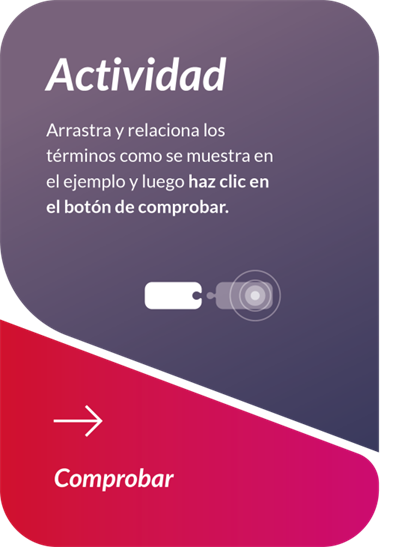 Actividad
Arrastra y relaciona los
términos como se muestra en
el ejemplo y luego haz clic en
el botón de comprobar.
Comprobar